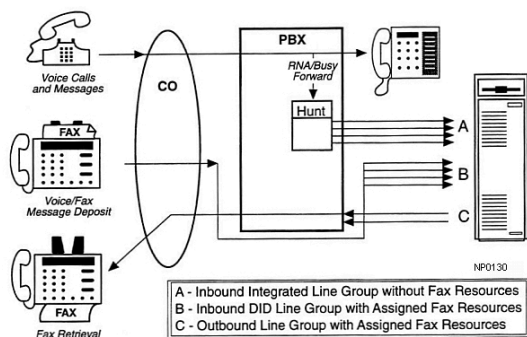 PBX
Voice Calls
and Messages
CO
RNA/Busy
Forward
Hunt
A
FAX
Voice/Fax
Message Deposit
B
C
FAX
Fax Retrieval
NP0130
A - Inbound Integrated Line Group without Fax Resources
B - Inbound DID Line Group with Assigned Fax Resources
C - Outbound Line Group with Assigned Fax Resources